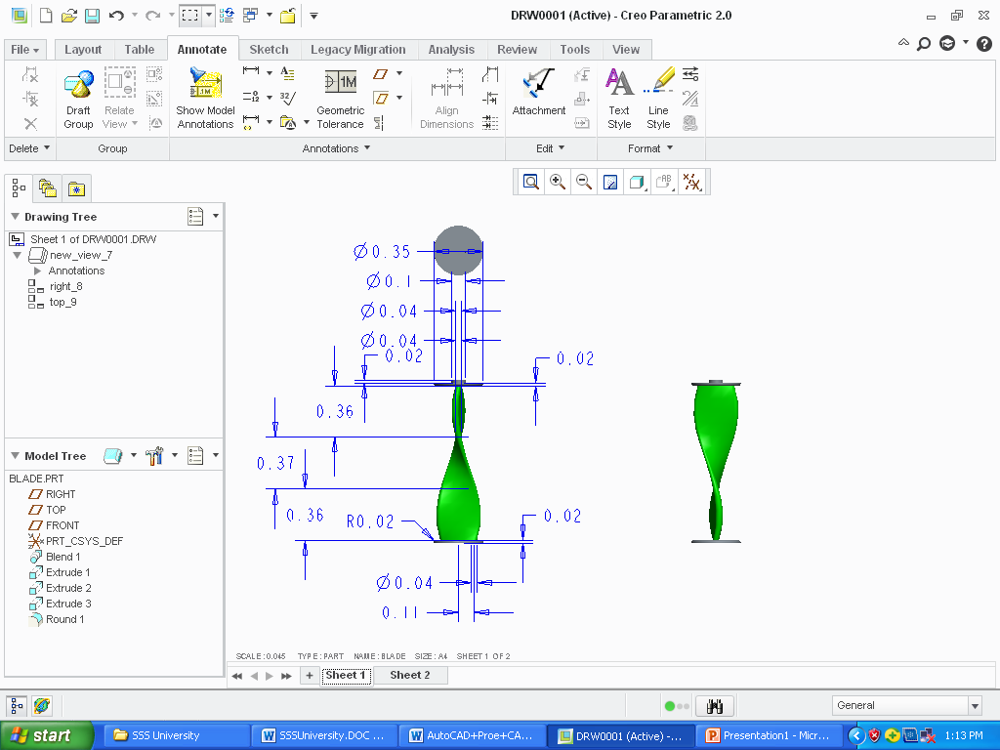 DRW0001 (Active) - Creo Parametric 2.0
File Layout Table Annotate Sketch Legacy Migration Analysis Review Tools View
Draft Group
Relate View
Show Model Annotations
Geometric Tolerance
Align Dimensions
Attachment
Text Style
Line Style
Delete Group Annotations Edit Format
Drawing Tree
Sheet 1 of DRW0001.DRW
new_view_7
Annotations
right_8
top_9
Model Tree
BLADE.PRT
RIGHT
TOP
FRONT
PRT_CSYS_DEF
Blend 1
Extrude 1
Extrude 2
Extrude 3
Round 1
Ø0.35
Ø0.1
Ø0.04
Ø0.04
0.02
0.02
0.36
0.37
0.36
R0.02
0.02
Ø0.04
0.11
SCALE : 0.045 TYPE : PART NAME : BLADE SIZE : A4 SHEET 1 OF 2
Sheet 1 Sheet 2
General
start SSS University SSSUniversity.DOC ... AutoCAD+Proe+CA... DRW0001 (Active) -... Presentation1 - Micr... 1:13 PM